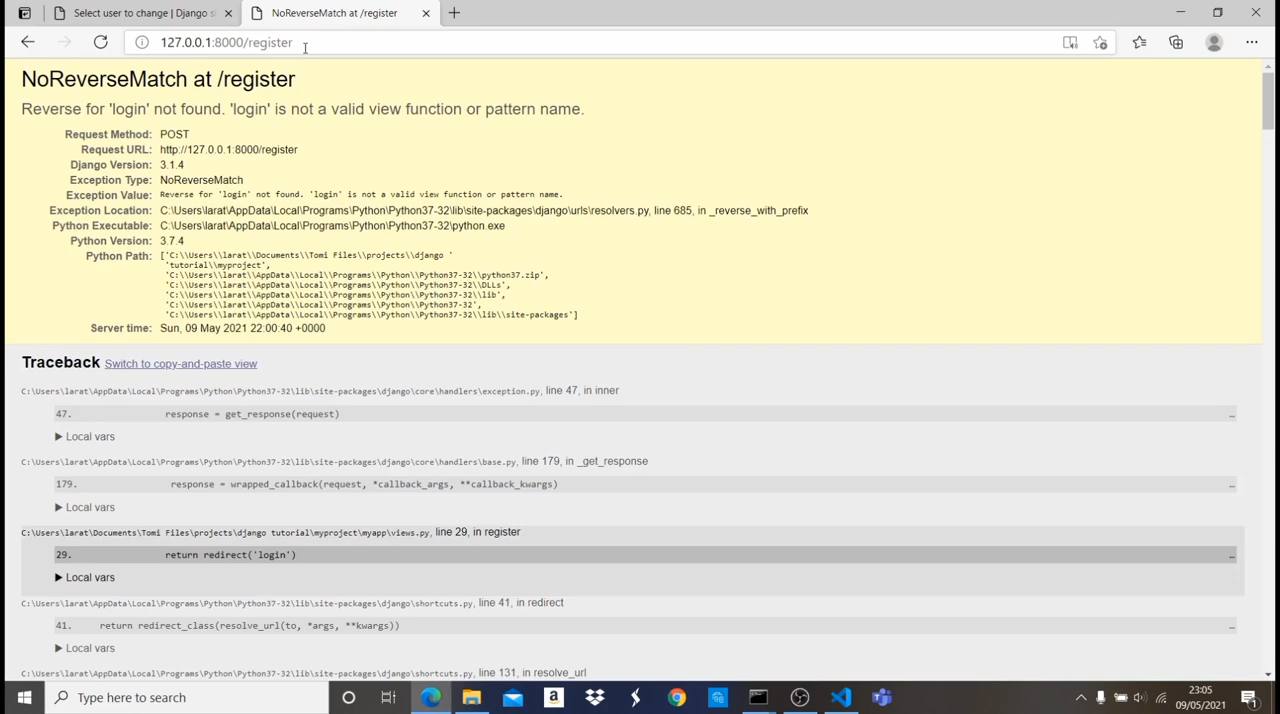 Select user to change | Django si
NoReverseMatch at /register
127.0.0.1:8000/register
NoReverseMatch at /register
Reverse for 'login' not found. 'login' is not a valid view function or pattern name.
Request Method: POST
Request URL: http://127.0.0.1:8000/register
Django Version: 3.1.4
Exception Type: NoReverseMatch
Exception Value: Reverse for 'login' not found. 'login' is not a valid view function or pattern name.
Exception Location: C:\Users\larat\AppData\Local\Programs\Python\Python37-32\lib\site-packages\django\urls\resolvers.py, line 685, in _reverse_with_prefix
Python Executable: C:\Users\larat\AppData\Local\Programs\Python\Python37-32\python.exe
Python Version: 3.7.4
Python Path: ['C:\\Users\\larat\\Documents\\Tomi Files\\projects\\django '
'tutorial\\myproject',
'C:\\Users\\larat\\AppData\\Local\\Programs\\Python\\Python37-32\\python37.zip',
'C:\\Users\\larat\\AppData\\Local\\Programs\\Python\\Python37-32\\DLLs',
'C:\\Users\\larat\\AppData\\Local\\Programs\\Python\\Python37-32\\lib',
'C:\\Users\\larat\\AppData\\Local\\Programs\\Python\\Python37-32',
'C:\\Users\\larat\\AppData\\Local\\Programs\\Python\\Python37-32\\lib\\site-packages']
Server time: Sun, 09 May 2021 22:00:40 +0000
Traceback Switch to copy-and-paste view
C:\Users\larat\AppData\Local\Programs\Python\Python37-32\lib\site-packages\django\core\handlers\exception.py, line 47, in inner
47. response = get_response(request) …
▶ Local vars
C:\Users\larat\AppData\Local\Programs\Python\Python37-32\lib\site-packages\django\core\handlers\base.py, line 179, in _get_response
179. response = wrapped_callback(request, *callback_args, **callback_kwargs) …
▶ Local vars
C:\Users\larat\Documents\Tomi Files\projects\django tutorial\myproject\myapp\views.py, line 29, in register
29. return redirect('login') …
▶ Local vars
C:\Users\larat\AppData\Local\Programs\Python\Python37-32\lib\site-packages\django\shortcuts.py, line 41, in redirect
41. return redirect_class(resolve_url(to, *args, **kwargs)) …
▶ Local vars
C:\Users\larat\AppData\Local\Programs\Python\Python37-32\lib\site-packages\django\shortcuts.py, line 131, in resolve_url
Type here to search
23:05
09/05/2021